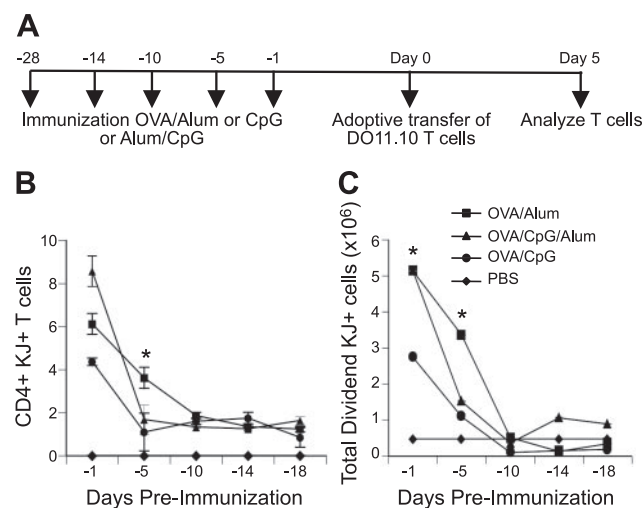 A
-28 -14 -10 -5 -1 Day 0 Day 5
Immunization OVA/Alum or CpG
or Alum/CpG
Adoptive transfer of
DO11.10 T cells
Analyze T cells
B
CD4+ KJ+ T cells
10
8
6
4
2
0
*
-1 -5 -10 -14 -18
Days Pre-Immunization
C
Total Dividend KJ+ cells (x10⁶)
6
5
4
3
2
1
0
*
*
OVA/Alum
OVA/CpG/Alum
OVA/CpG
PBS
-1 -5 -10 -14 -18
Days Pre-Immunization